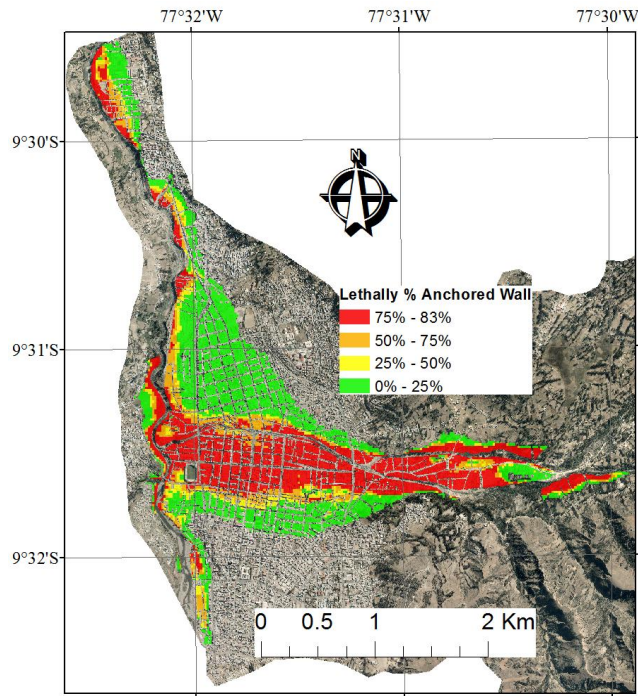 77°32'W 77°31'W 77°30'W
N
9°30'S
Lethally % Anchored Wall
75% - 83%
50% - 75%
25% - 50%
0% - 25%
9°31'S
9°32'S
0 0.5 1 2 Km